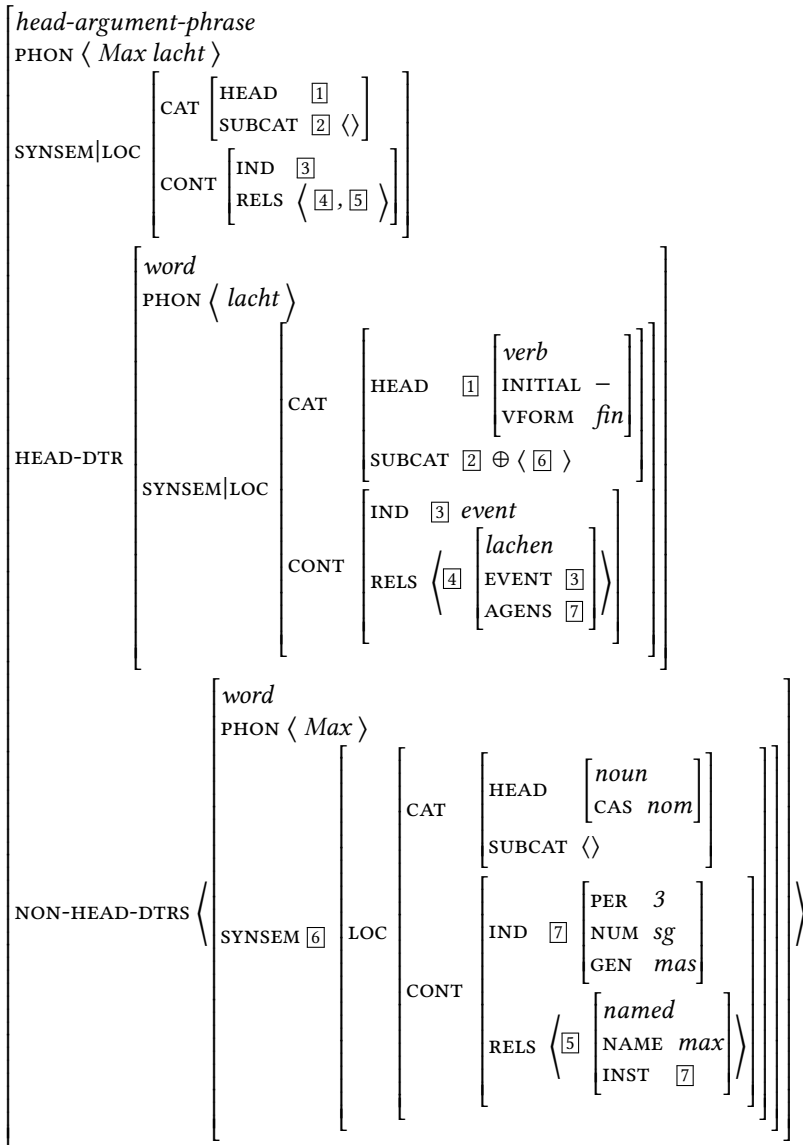 head-argument-phrase
PHON ⟨ Max lacht ⟩
SYNSEM|LOC
CAT
HEAD 1
SUBCAT 2 ⟨⟩
CONT
IND 3
RELS ⟨ 4 , 5 ⟩
HEAD-DTR
word
PHON ⟨ lacht ⟩
SYNSEM|LOC
CAT
HEAD 1
verb
INITIAL –
VFORM fin
SUBCAT 2 ⊕ ⟨ 6 ⟩
CONT
IND 3 event
RELS ⟨ 4
lachen
EVENT 3
AGENS 7 ⟩
NON-HEAD-DTRS ⟨
word
PHON ⟨ Max ⟩
SYNSEM 6
LOC
CAT
HEAD
noun
CAS nom
SUBCAT ⟨⟩
CONT
IND 7
PER 3
NUM sg
GEN mas
RELS ⟨ 5
named
NAME max
INST 7 ⟩
⟩